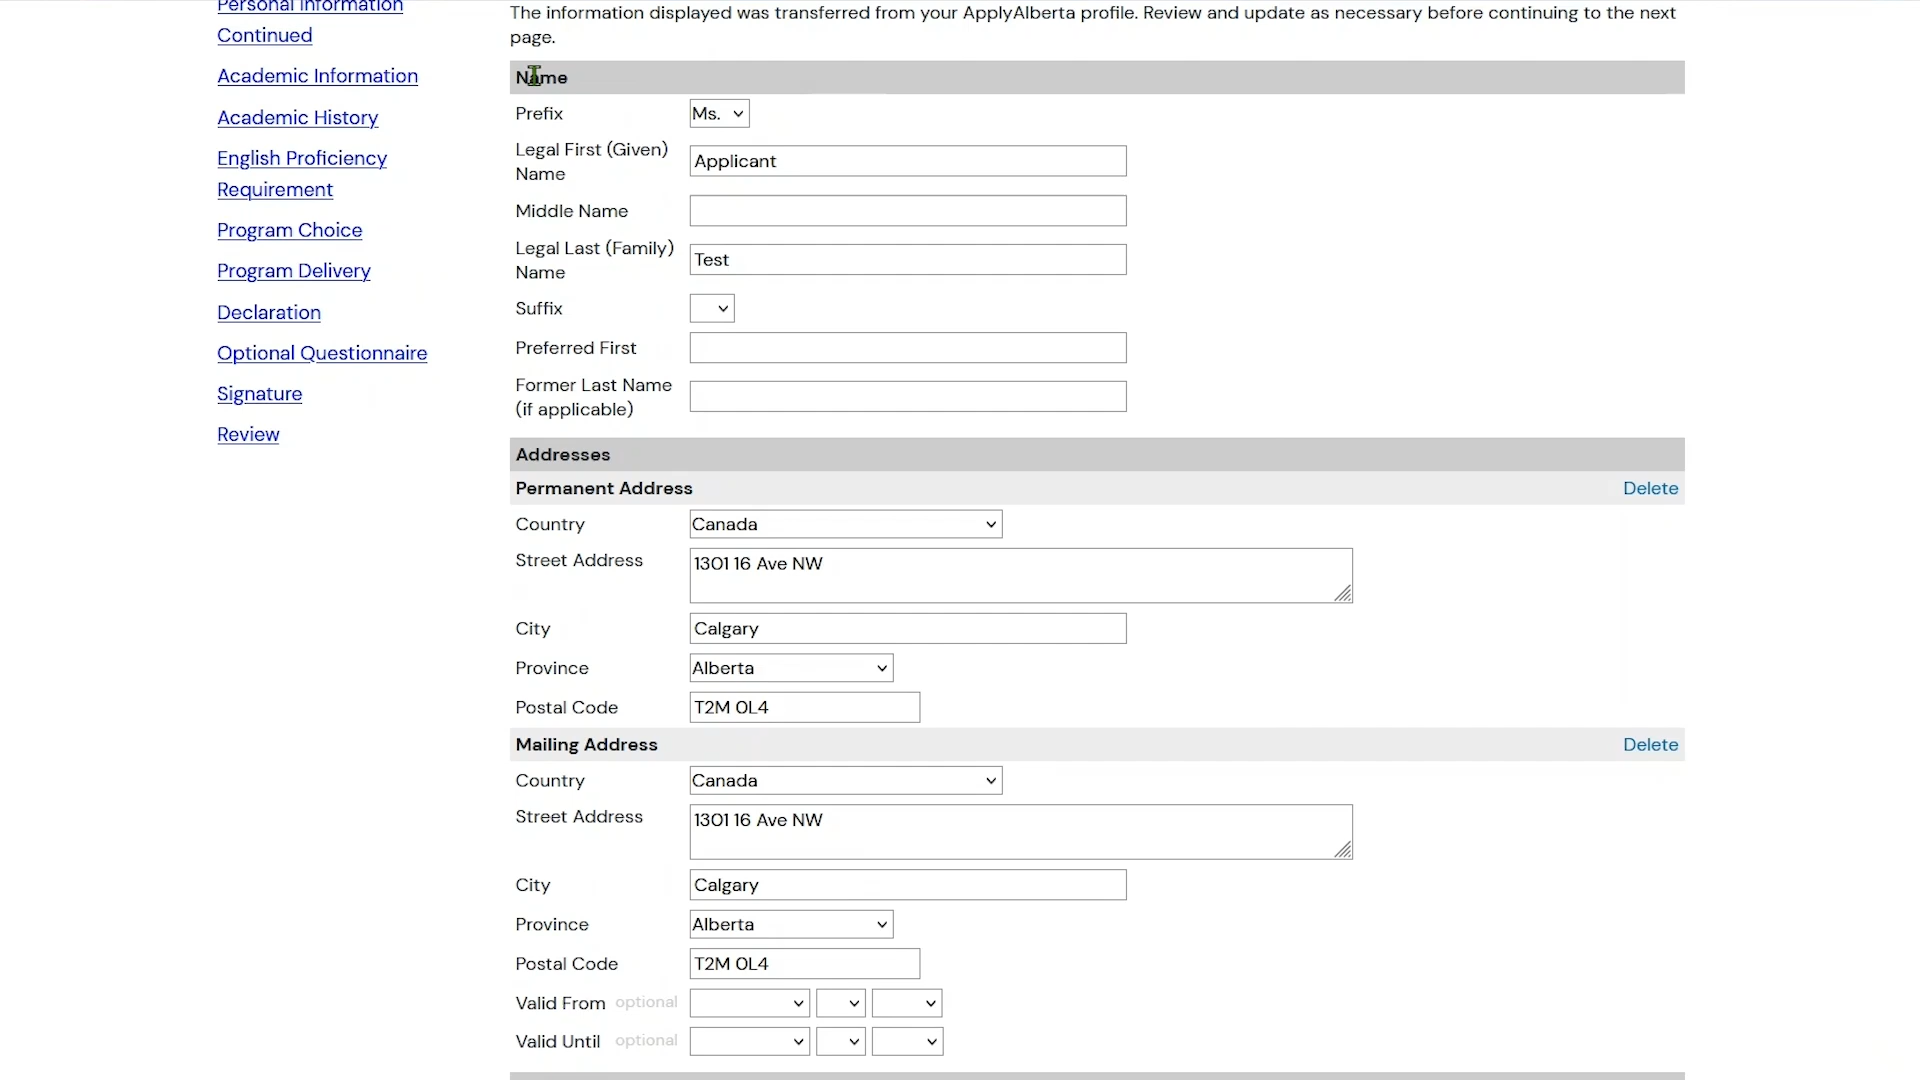 Personal Information
Continued
Academic Information
Academic History
English Proficiency
Requirement
Program Choice
Program Delivery
Declaration
Optional Questionnaire
Signature
Review
The information displayed was transferred from your ApplyAlberta profile. Review and update as necessary before continuing to the next
page.
Name
Prefix Ms.
Legal First (Given)
Name
Applicant
Middle Name
Legal Last (Family)
Name
Test
Suffix
Preferred First
Former Last Name
(if applicable)
Addresses
Permanent Address Delete
Country Canada
Street Address 1301 16 Ave NW
City Calgary
Province Alberta
Postal Code T2M 0L4
Mailing Address Delete
Country Canada
Street Address 1301 16 Ave NW
City Calgary
Province Alberta
Postal Code T2M 0L4
Valid From optional
Valid Until optional